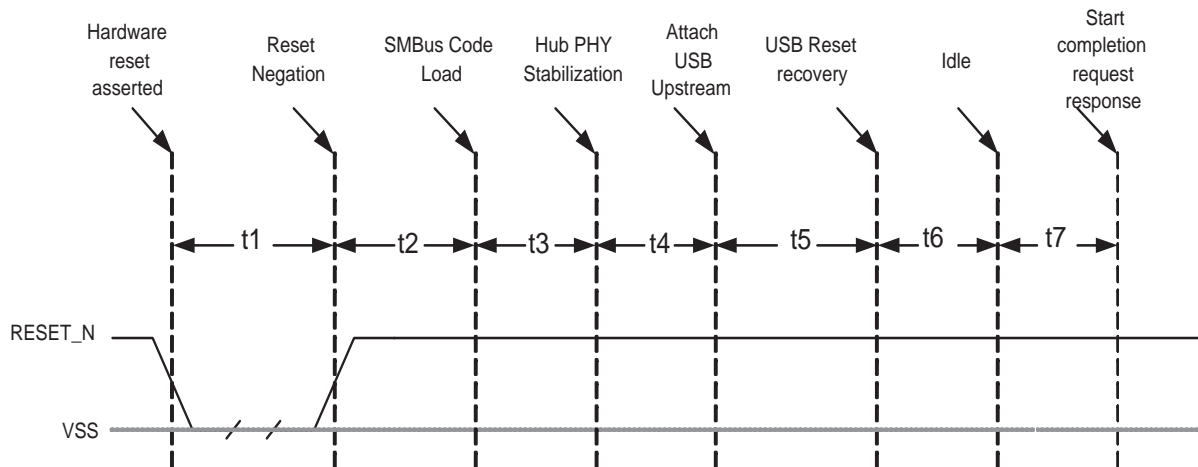 Hardware
reset
asserted
Reset
Negation
SMBus Code
Load
Hub PHY
Stabilization
Attach
USB
Upstream
USB Reset
recovery
Idle
Start
completion
request
response
t1
t2
t3
t4
t5
t6
t7
RESET_N
VSS